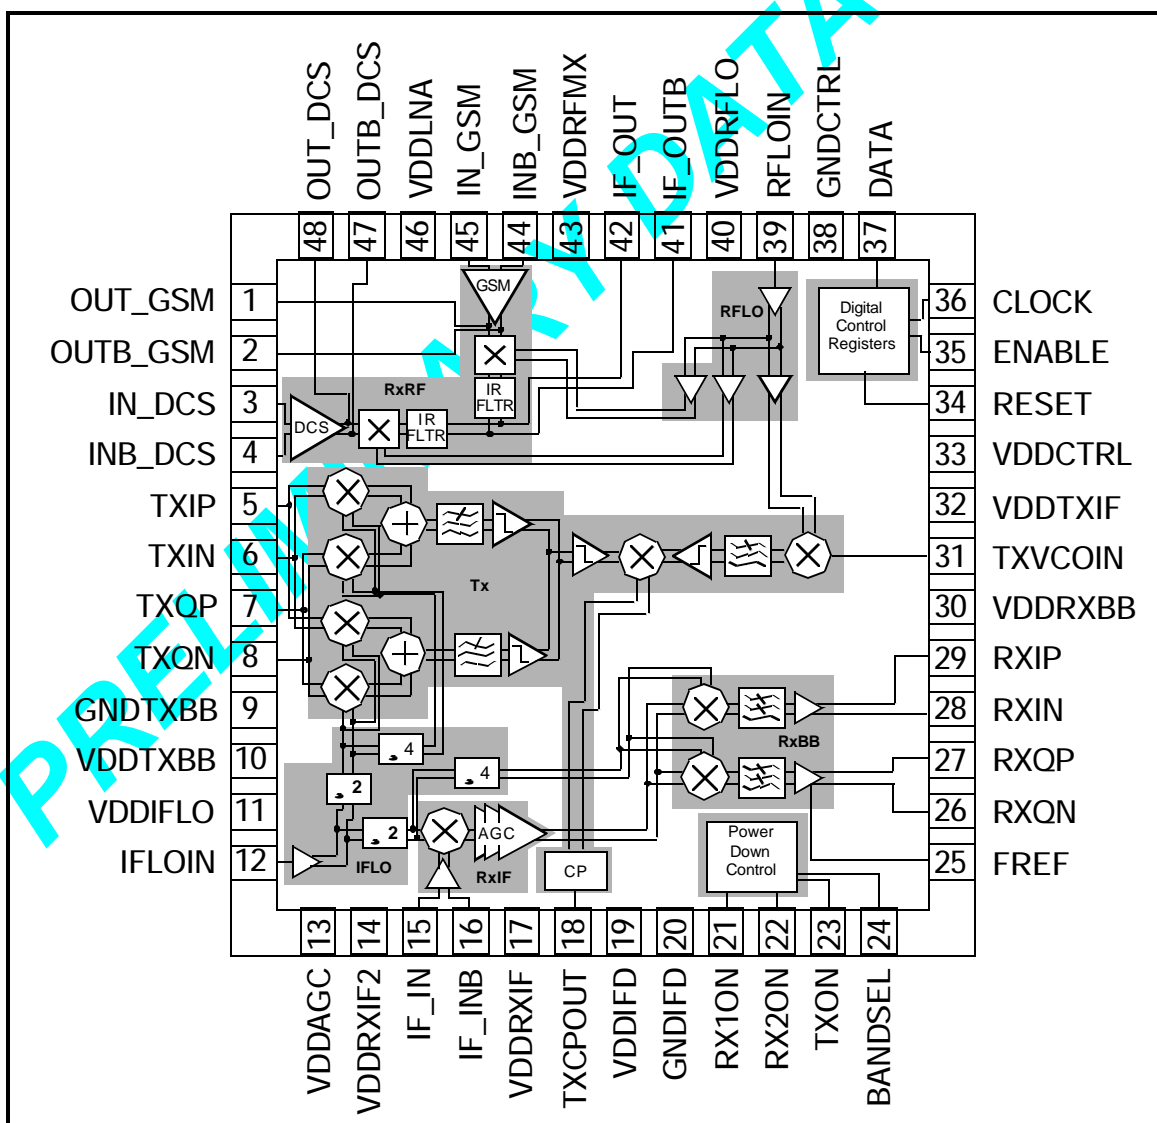 PRELIMINARY DATA
OUT_DCS
OUTB_DCS
VDDLNA
IN_GSM
INB_GSM
VDDRFMX
IF_OUT
IF_OUTB
VDDRFLO
RFLOIN
GNDCTRL
DATA
48
47
46
45
44
43
42
41
40
39
38
37
OUT_GSM 1
OUTB_GSM 2
IN_DCS 3
INB_DCS 4
TXIP 5
TXIN 6
TXQP 7
TXQN 8
GNDTXBB 9
VDDTXBB 10
VDDIFLO 11
IFLOIN 12
36 CLOCK
35 ENABLE
34 RESET
33 VDDCTRL
32 VDDTXIF
31 TXVCOIN
30 VDDRXBB
29 RXIP
28 RXIN
27 RXQP
26 RXQN
25 FREF
GSM
RFLO
Digital
Control
Registers
RxRF
IR
FLTR
DCS
IR
FLTR
Tx
RxBB
4
4
2
2
IFLO
AGC
RxIF
CP
Power
Down
Control
13
14
15
16
17
18
19
20
21
22
23
24
VDDAGC
VDDRXIF2
IF_IN
IF_INB
VDDRXIF
TXCPOUT
VDDIFD
GNDIFD
RX1ON
RX2ON
TXON
BANDSEL